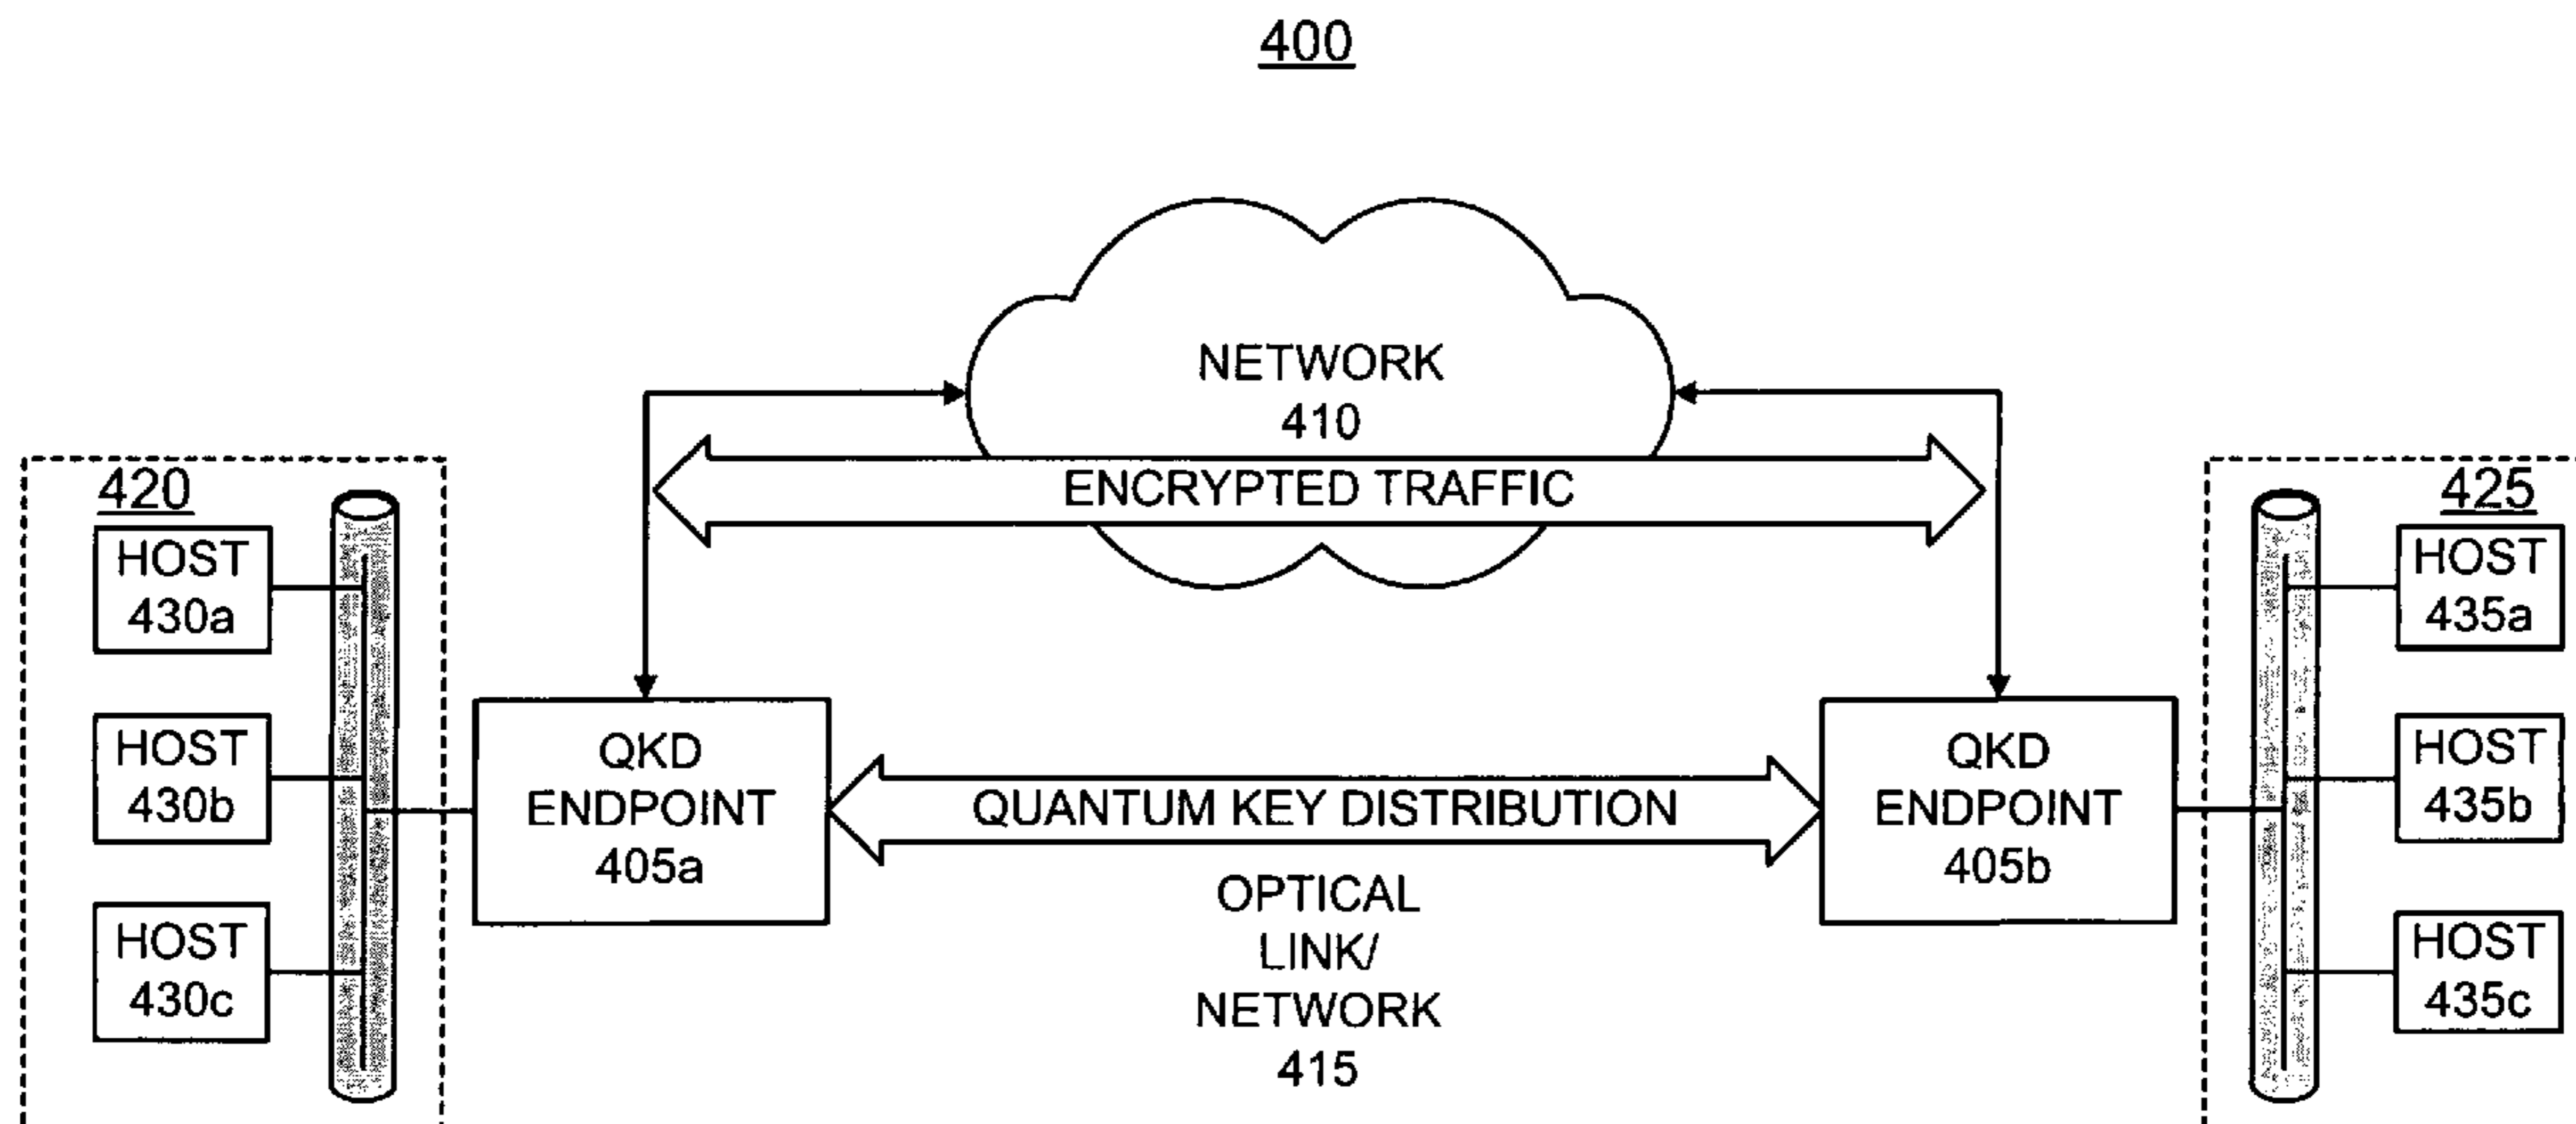 400
NETWORK
410
ENCRYPTED TRAFFIC
420
HOST
430a
HOST
430b
HOST
430c
QKD
ENDPOINT
405a
QUANTUM KEY DISTRIBUTION
OPTICAL
LINK/
NETWORK
415
QKD
ENDPOINT
405b
425
HOST
435a
HOST
435b
HOST
435c